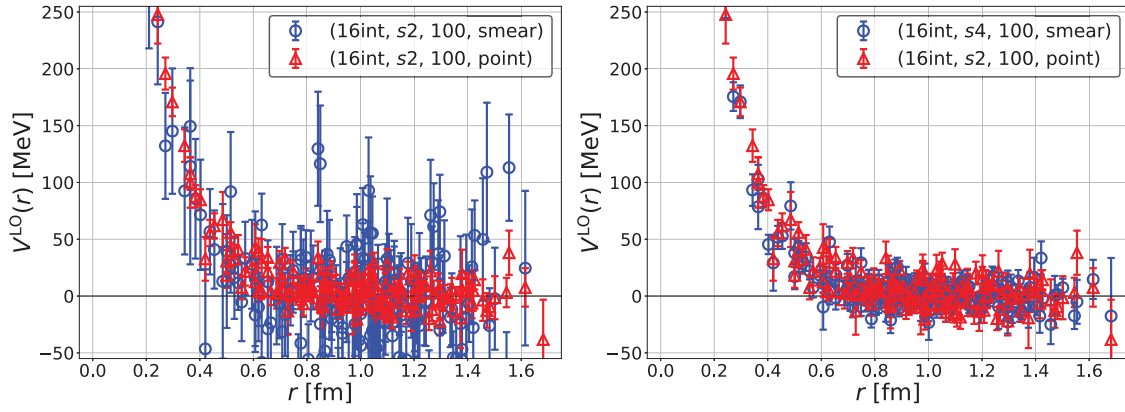 (16int, s2, 100, smear)
(16int, s2, 100, point)
V^LO(r) [MeV]
250
200
150
100
50
0
−50
0.0 0.2 0.4 0.6 0.8 1.0 1.2 1.4 1.6
r [fm]
(16int, s4, 100, smear)
(16int, s2, 100, point)
V^LO(r) [MeV]
250
200
150
100
50
0
−50
0.0 0.2 0.4 0.6 0.8 1.0 1.2 1.4 1.6
r [fm]